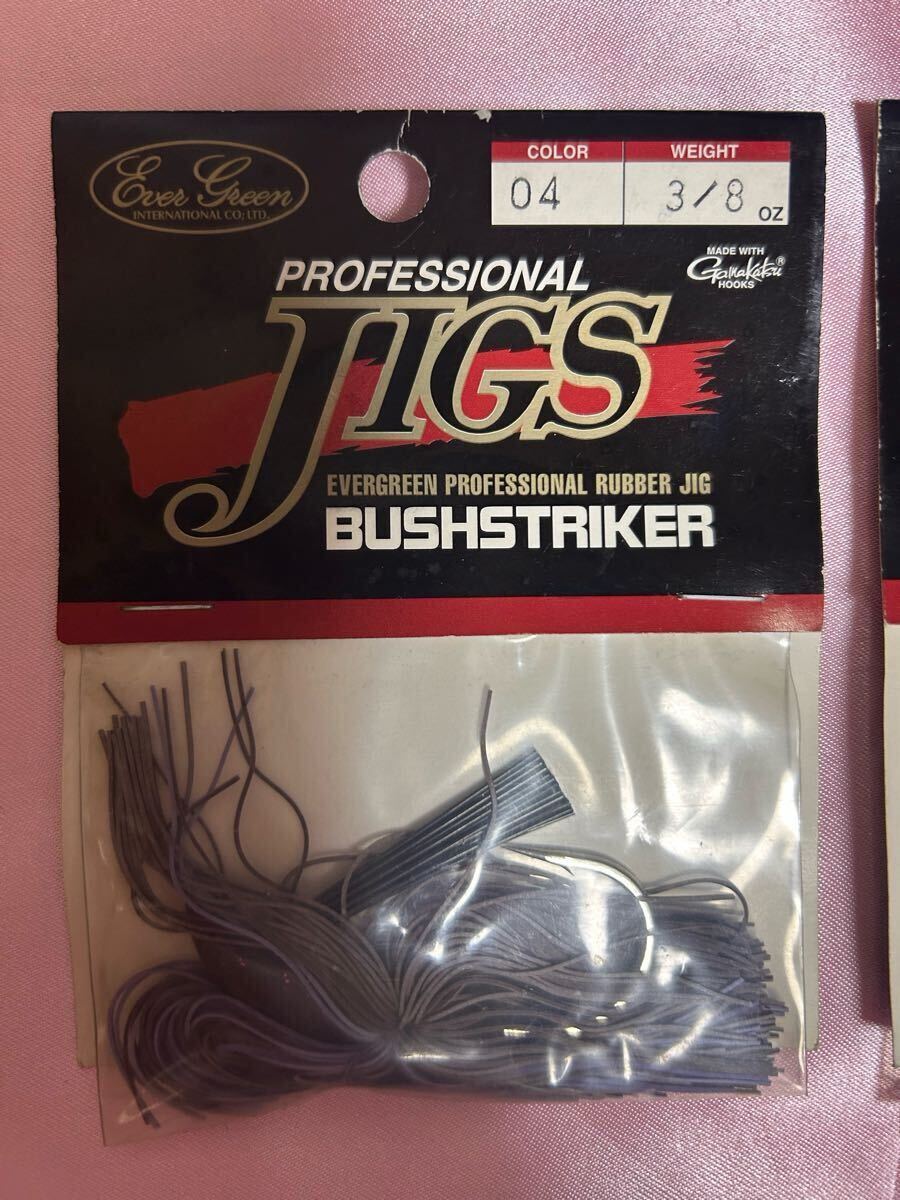 Ever Green
INTERNATIONAL CO; LTD.
COLOR
04
WEIGHT
3/8 OZ
MADE WITH
Gamakatsu®
HOOKS
PROFESSIONAL
JIGS
EVERGREEN PROFESSIONAL RUBBER JIG
BUSHSTRIKER